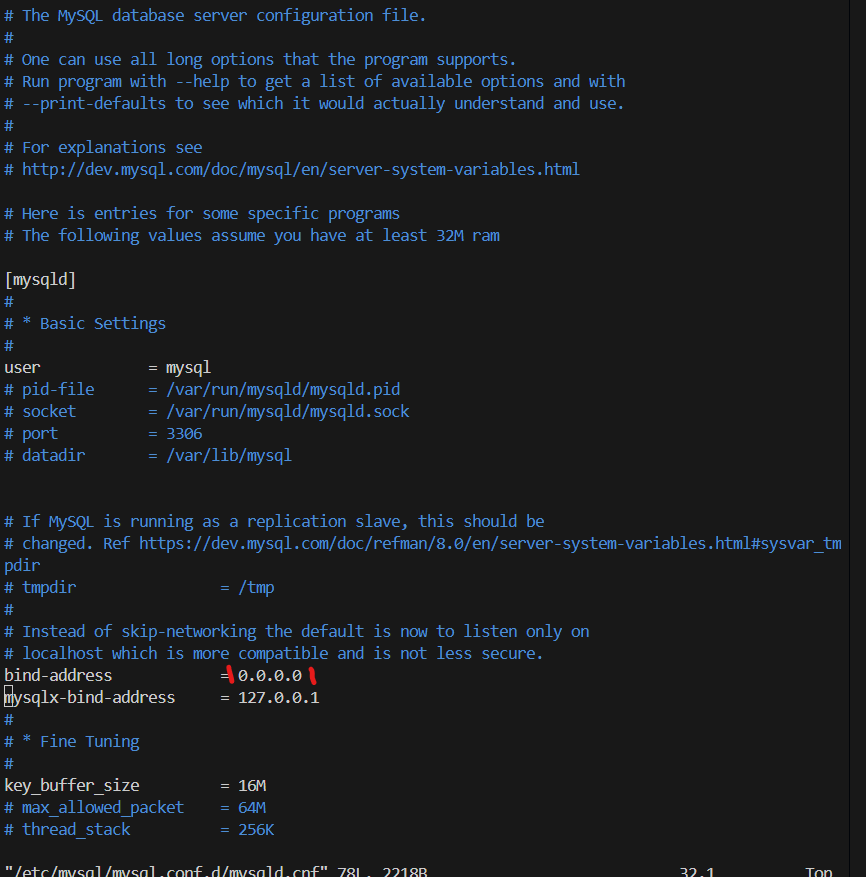 # The MySQL database server configuration file.
#
# One can use all long options that the program supports.
# Run program with --help to get a list of available options and with
# --print-defaults to see which it would actually understand and use.
#
# For explanations see
# http://dev.mysql.com/doc/mysql/en/server-system-variables.html
# Here is entries for some specific programs
# The following values assume you have at least 32M ram
[mysqld]
#
# * Basic Settings
#
user = mysql
# pid-file = /var/run/mysqld/mysqld.pid
# socket = /var/run/mysqld/mysqld.sock
# port = 3306
# datadir = /var/lib/mysql
# If MySQL is running as a replication slave, this should be
# changed. Ref https://dev.mysql.com/doc/refman/8.0/en/server-system-variables.html#sysvar_tm
pdir
# tmpdir = /tmp
#
# Instead of skip-networking the default is now to listen only on
# localhost which is more compatible and is not less secure.
bind-address = 0.0.0.0
mysqlx-bind-address = 127.0.0.1
#
# * Fine Tuning
#
key_buffer_size = 16M
# max_allowed_packet = 64M
# thread_stack = 256K
"/etc/mysql/mysql.conf.d/mysqld.cnf" 78L, 2218B 32,1 Top